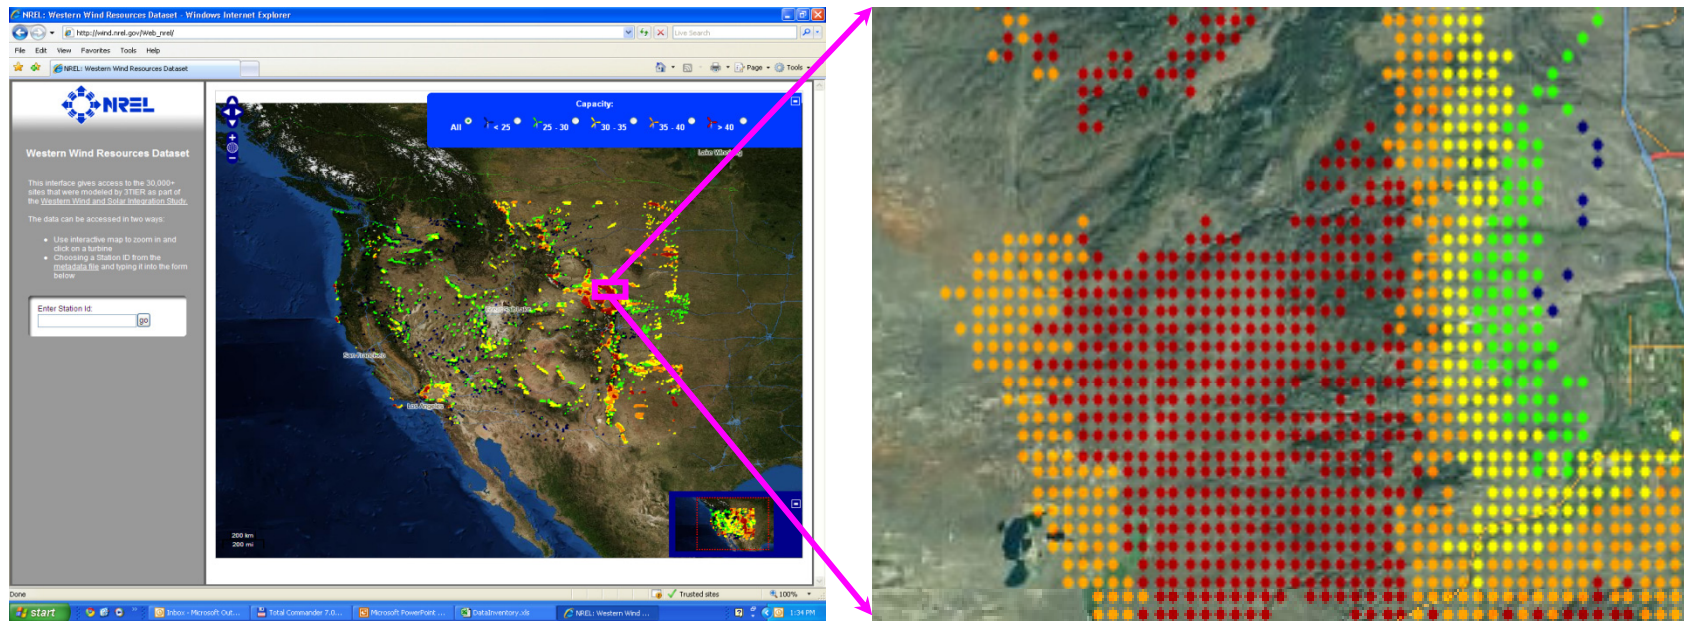 NREL: Western Wind Resources Dataset - Windows Internet Explorer
http://wind.nrel.gov/Web_nrel/
Live Search
File Edit View Favorites Tools Help
NREL: Western Wind Resources Dataset
Page Tools
NREL
Capacity:
All < 25 25 - 30 30 - 35 35 - 40 > 40
Western Wind Resources Dataset
This interface gives access to the 30,000+
sites that were modeled by 3TIER as part of
the Western Wind and Solar Integration Study.
The data can be accessed in two ways:
Use interactive map to zoom in and
click on a turbine
Choosing a Station ID from the
metadata file and typing it into the form
below
Enter Station Id:
go
San Francisco
Los Angeles
200 km
200 mi
Done
Trusted sites
100%
start
Inbox - Microsoft Out...
Total Commander 7.0...
Microsoft PowerPoint ...
DataInventory.xls
NREL: Western Wind ...
1:34 PM